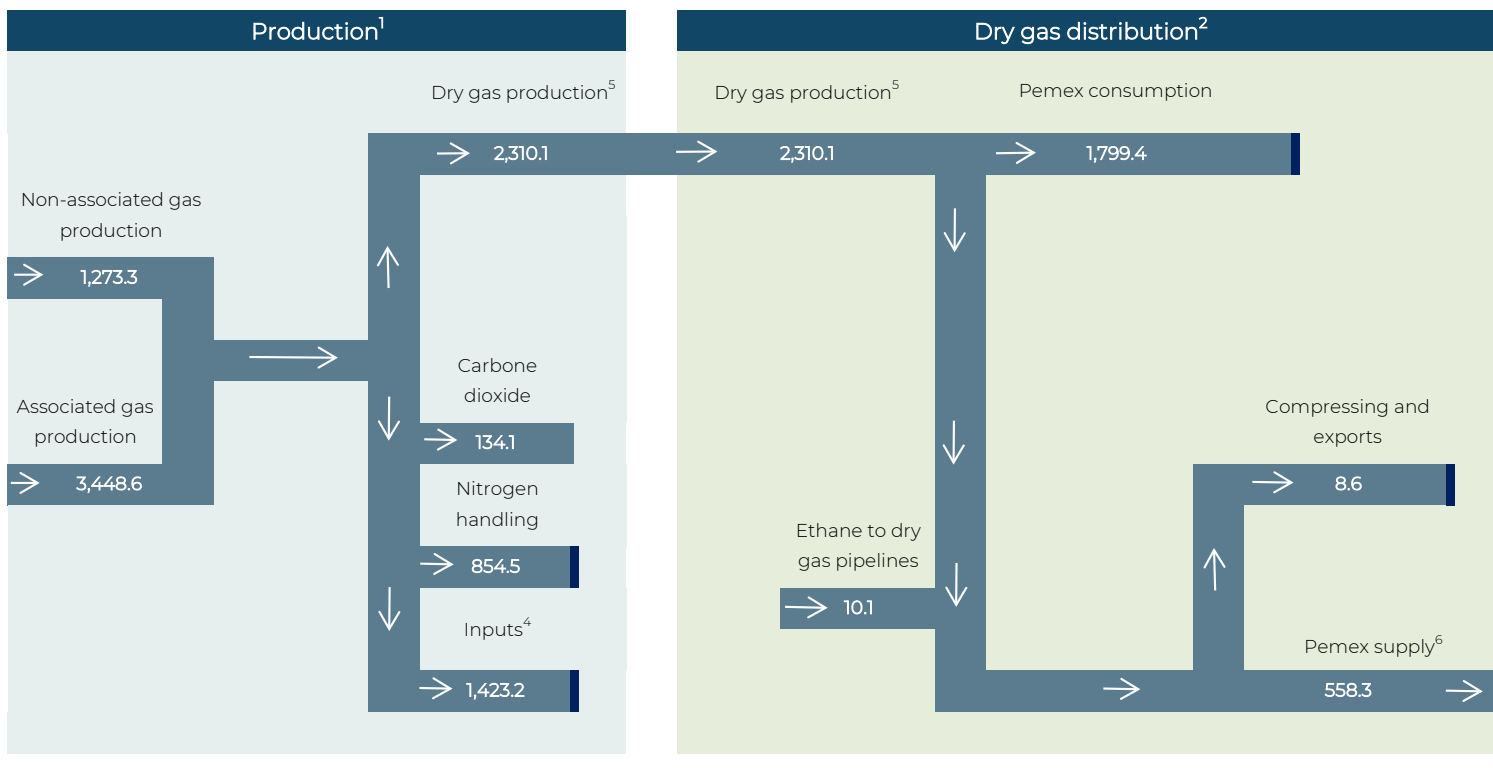 Production¹
Dry gas production⁵
2,310.1
Non-associated gas
production
1,273.3
Associated gas
production
3,448.6
Carbone
dioxide
134.1
Nitrogen
handling
854.5
Inputs⁴
1,423.2
Dry gas distribution²
Dry gas production⁵
2,310.1
Pemex consumption
1,799.4
Compressing and
exports
8.6
Ethane to dry
gas pipelines
10.1
Pemex supply⁶
558.3